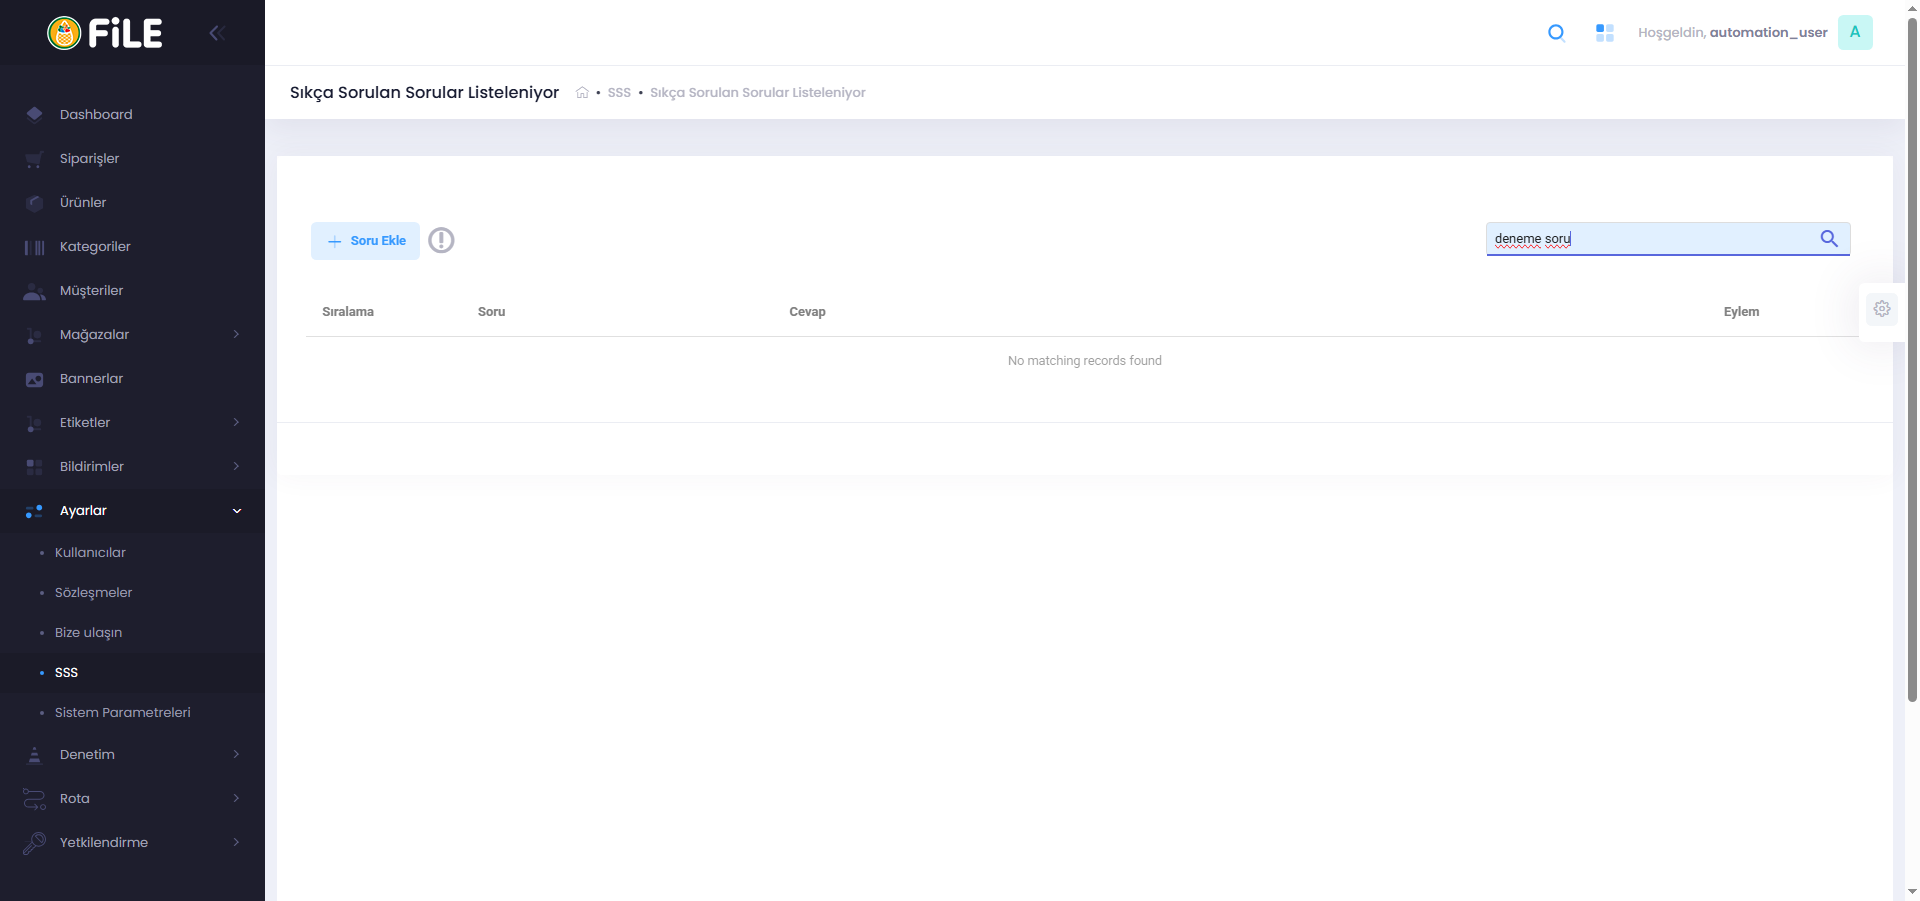 FiLE
Hoşgeldin, automation_user
A
Sıkça Sorulan Sorular Listeleniyor
• SSS • Sıkça Sorulan Sorular Listeleniyor
Dashboard
Siparişler
Ürünler
Kategoriler
Müşteriler
Mağazalar
Bannerlar
Etiketler
Bildirimler
Ayarlar
• Kullanıcılar
• Sözleşmeler
• Bize ulaşın
• SSS
• Sistem Parametreleri
Denetim
Rota
Yetkilendirme
+ Soru Ekle
deneme soru
Sıralama Soru Cevap Eylem
No matching records found